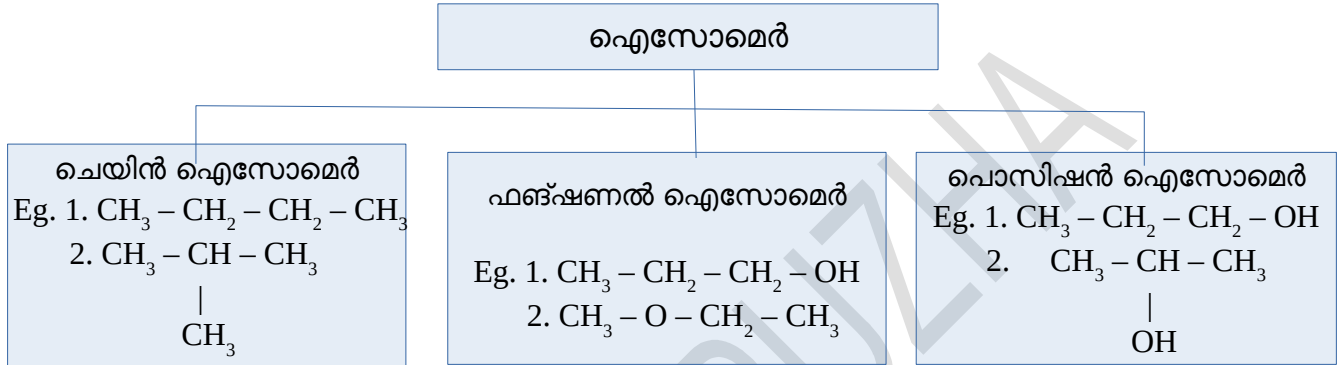 ഐസോമെർ
ചെയിൻ ഐസോമെർ
Eg. 1. CH₃ – CH₂ – CH₂ – CH₃
2. CH₃ – CH – CH₃
|
CH₃
ഫങ്ഷണൽ ഐസോമെർ
Eg. 1. CH₃ – CH₂ – CH₂ – OH
2. CH₃ – O – CH₂ – CH₃
പൊസിഷൻ ഐസോമെർ
Eg. 1. CH₃ – CH₂ – CH₂ – OH
2. CH₃ – CH – CH₃
|
OH